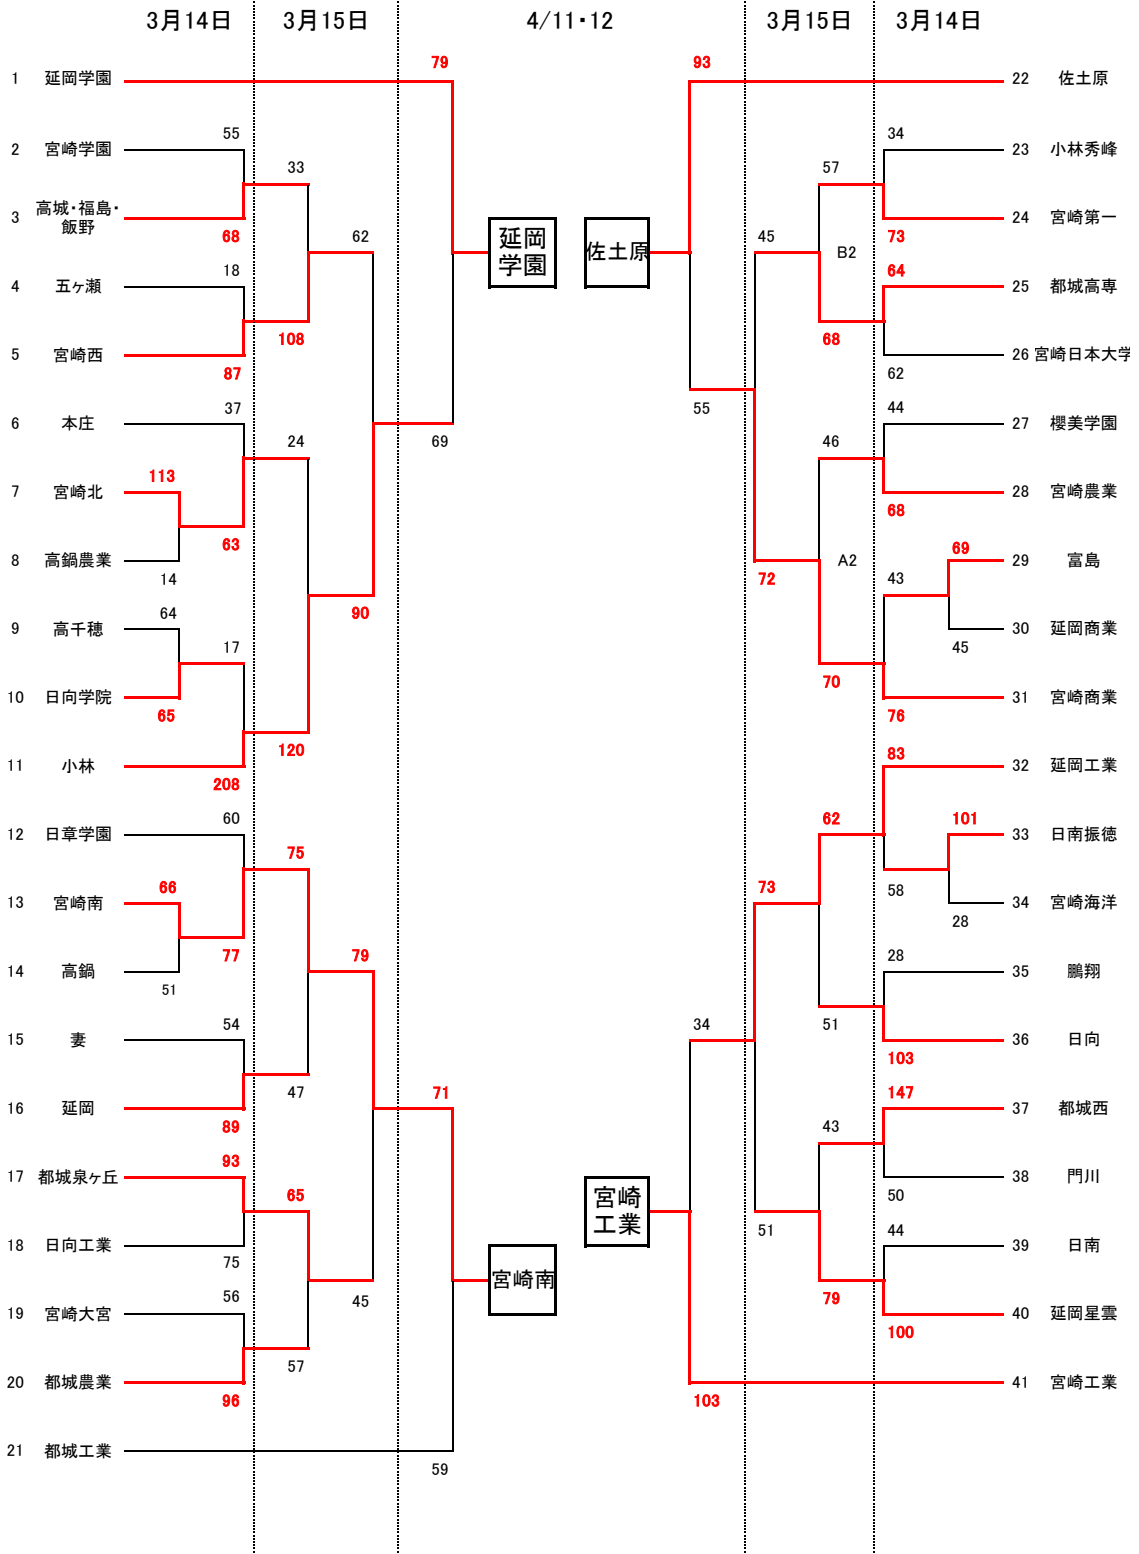 3月14日 3月15日 4/11・12 3月15日 3月14日
79 93
1 延岡学園 22 佐土原
55 34
2 宮崎学園 23 小林秀峰
33 57
3 高城・福島・飯野 24 宮崎第一
68 62 延岡学園 佐土原 45 B2 73
18 64
4 五ヶ瀬 25 都城高専
108 68
5 宮崎西 26 宮崎日本大学
87 62
37 55 44
6 本庄 27 櫻美学園
24 69 46
113
7 宮崎北 28 宮崎農業
63 68
69
8 高鍋農業 A2 29 富島
14 72 43
64 90
9 高千穂 30 延岡商業
17 45
10 日向学院 70 31 宮崎商業
65 76
120 83
11 小林 32 延岡工業
208
60 62 101
12 日章学園 33 日南振徳
75
66 73 58
13 宮崎南 34 宮崎海洋
28
77 79 28
14 高鍋 35 鵬翔
51
54 34 51
15 妻 36 日向
103
47 71 147
16 延岡 37 都城西
89 43
93
17 都城泉ヶ丘 38 門川
65 宮崎工業 50
51 44
18 日向工業 39 日南
75
宮崎南
56 45 79
19 宮崎大宮 40 延岡星雲
100
57
20 都城農業 41 宮崎工業
96 103
21 都城工業
59